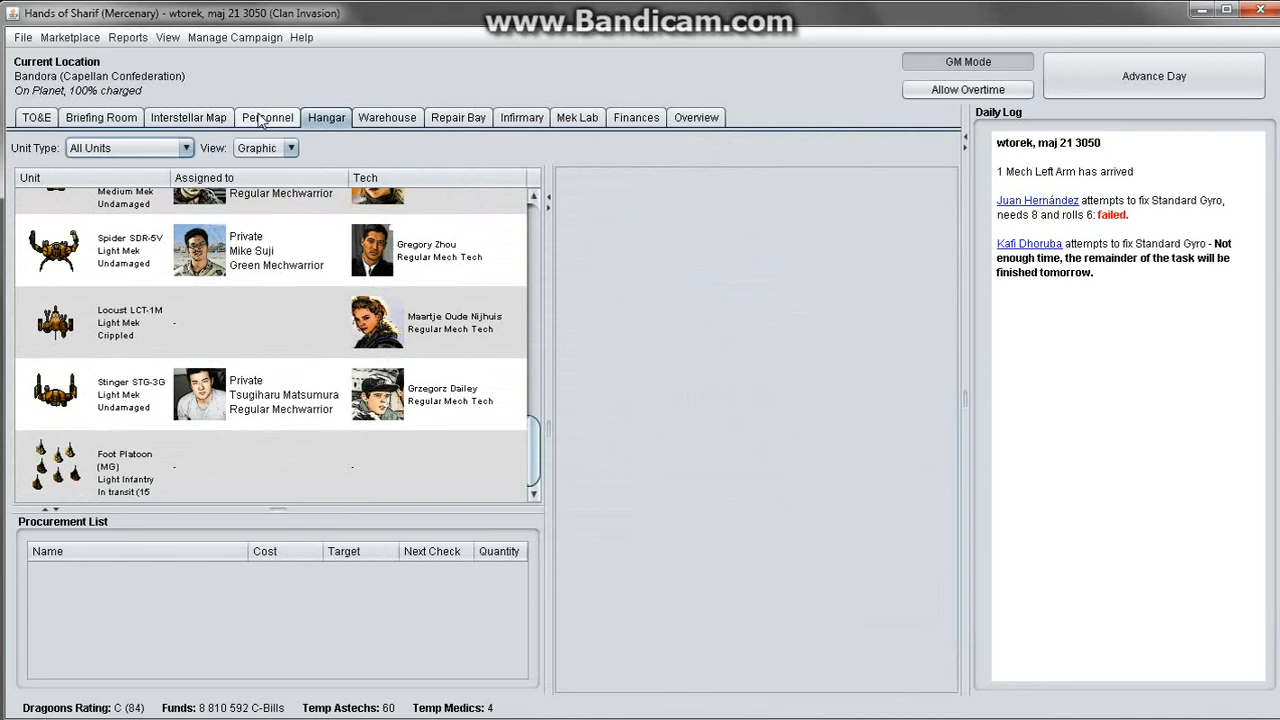 Hands of Sharif (Mercenary) - wtorek, maj 21 3050 (Clan Invasion)
www.Bandicam.com
File Marketplace Reports View Manage Campaign Help
Current Location
Bandora (Capellan Confederation)
On Planet, 100% charged
GM Mode
Allow Overtime
Advance Day
TO&E Briefing Room Interstellar Map Hangar Warehouse Repair Bay Infirmary Mek Lab Finances Overview
Unit Type: All Units View: Graphic
Unit Assigned to Tech
Medium Mek
Undamaged
Regular Mechwarrior
Spider SDR-5V
Light Mek
Undamaged
Private
Mike Suji
Green Mechwarrior
Gregory Zhou
Regular Mech Tech
Locust LCT-1M
Light Mek
Crippled
-
Maartje Oude Nijhuis
Regular Mech Tech
Stinger STG-3G
Light Mek
Undamaged
Private
Tsugiharu Matsumura
Regular Mechwarrior
Grzegorz Dailey
Regular Mech Tech
Foot Platoon
(MG)
Light Infantry
In transit (15
-
-
Procurement List
Name Cost Target Next Check Quantity
Daily Log
wtorek, maj 21 3050
1 Mech Left Arm has arrived
Juan Hernández attempts to fix Standard Gyro,
needs 8 and rolls 6: failed.
Kafi Dhoruba attempts to fix Standard Gyro - Not
enough time, the remainder of the task will be
finished tomorrow.
Dragoons Rating: C (84) Funds: 8 810 592 C-Bills Temp Astechs: 60 Temp Medics: 4